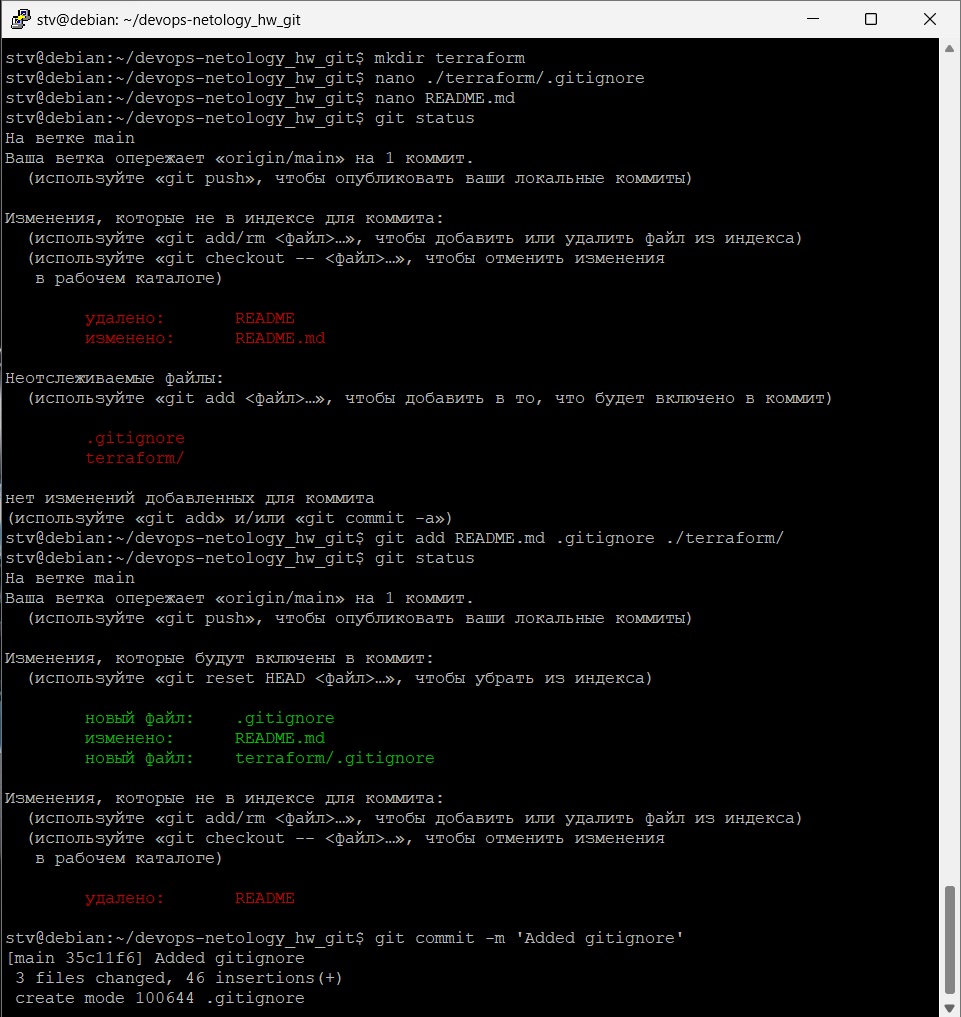 stv@debian: ~/devops-netology_hw_git
stv@debian:~/devops-netology_hw_git$ mkdir terraform
stv@debian:~/devops-netology_hw_git$ nano ./terraform/.gitignore
stv@debian:~/devops-netology_hw_git$ nano README.md
stv@debian:~/devops-netology_hw_git$ git status
На ветке main
Ваша ветка опережает «origin/main» на 1 коммит.
  (используйте «git push», чтобы опубликовать ваши локальные коммиты)

Изменения, которые не в индексе для коммита:
  (используйте «git add/rm <файл>…», чтобы добавить или удалить файл из индекса)
  (используйте «git checkout -- <файл>…», чтобы отменить изменения
   в рабочем каталоге)

        удалено:       README
        изменено:      README.md

Неотслеживаемые файлы:
  (используйте «git add <файл>…», чтобы добавить в то, что будет включено в коммит)

        .gitignore
        terraform/

нет изменений добавленных для коммита
(используйте «git add» и/или «git commit -a»)
stv@debian:~/devops-netology_hw_git$ git add README.md .gitignore ./terraform/
stv@debian:~/devops-netology_hw_git$ git status
На ветке main
Ваша ветка опережает «origin/main» на 1 коммит.
  (используйте «git push», чтобы опубликовать ваши локальные коммиты)

Изменения, которые будут включены в коммит:
  (используйте «git reset HEAD <файл>…», чтобы убрать из индекса)

        новый файл:    .gitignore
        изменено:      README.md
        новый файл:    terraform/.gitignore

Изменения, которые не в индексе для коммита:
  (используйте «git add/rm <файл>…», чтобы добавить или удалить файл из индекса)
  (используйте «git checkout -- <файл>…», чтобы отменить изменения
   в рабочем каталоге)

        удалено:       README

stv@debian:~/devops-netology_hw_git$ git commit -m 'Added gitignore'
[main 35c11f6] Added gitignore
 3 files changed, 46 insertions(+)
 create mode 100644 .gitignore